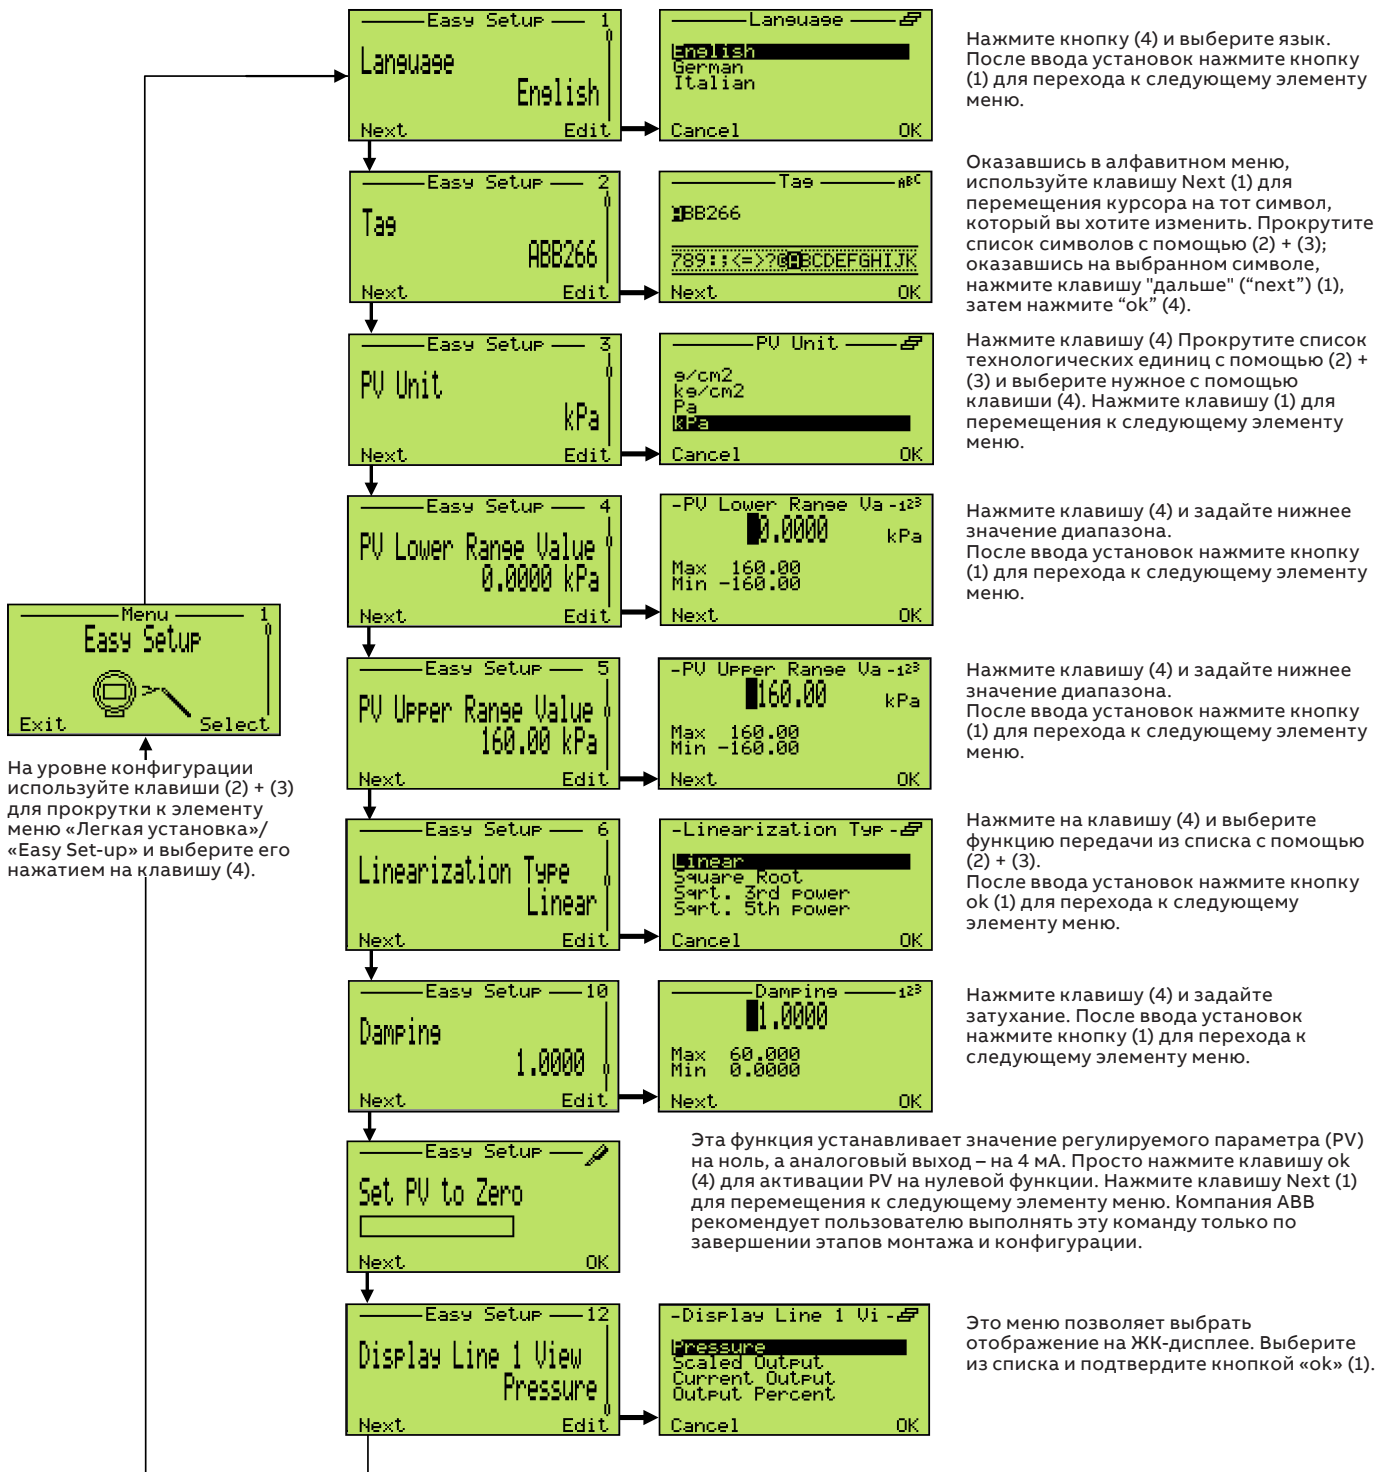 Easy Setup 1
Language
English
Next Edit
Language
English
German
Italian
Cancel OK
Нажмите кнопку (4) и выберите язык.
После ввода установок нажмите кнопку
(1) для перехода к следующему элементу
меню.
Easy Setup 2
Tag
ABB266
Next Edit
Tag ABC
ABB266
789:;<=>?@ABCDEFGHIJK
Next OK
Оказавшись в алфавитном меню,
используйте клавишу Next (1) для
перемещения курсора на тот символ,
который вы хотите изменить. Прокрутите
список символов с помощью (2) + (3);
оказавшись на выбранном символе,
нажмите клавишу "дальше" (“next”) (1),
затем нажмите “ok” (4).
Easy Setup 3
PV Unit
kPa
Next Edit
PV Unit
g/cm2
kg/cm2
Pa
kPa
Cancel OK
Нажмите клавишу (4) Прокрутите список
технологических единиц с помощью (2) +
(3) и выберите нужное с помощью
клавиши (4). Нажмите клавишу (1) для
перемещения к следующему элементу
меню.
Easy Setup 4
PV Lower Range Value
0.0000 kPa
Next Edit
-PV Lower Range Va-123
0.0000 kPa
Max 160.00
Min -160.00
Next OK
Нажмите клавишу (4) и задайте нижнее
значение диапазона.
После ввода установок нажмите кнопку
(1) для перехода к следующему элементу
меню.
Menu 1
Easy Setup
Exit Select
На уровне конфигурации
используйте клавиши (2) + (3)
для прокрутки к элементу
меню «Легкая установка»/
«Easy Set-up» и выберите его
нажатием на клавишу (4).
Easy Setup 5
PV Upper Range Value
160.00 kPa
Next Edit
-PV Upper Range Va-123
160.00 kPa
Max 160.00
Min -160.00
Next OK
Нажмите клавишу (4) и задайте нижнее
значение диапазона.
После ввода установок нажмите кнопку
(1) для перехода к следующему элементу
меню.
Easy Setup 6
Linearization Type
Linear
Next Edit
-Linearization Typ-
Linear
Square Root
Sqrt. 3rd power
Sqrt. 5th power
Cancel OK
Нажмите на клавишу (4) и выберите
функцию передачи из списка с помощью
(2) + (3).
После ввода установок нажмите кнопку
ok (1) для перехода к следующему
элементу меню.
Easy Setup 10
Damping
1.0000
Next Edit
Damping 123
1.0000
Max 60.000
Min 0.0000
Next OK
Нажмите клавишу (4) и задайте
затухание. После ввода установок
нажмите кнопку (1) для перехода к
следующему элементу меню.
Easy Setup
Set PV to Zero
Next OK
Эта функция устанавливает значение регулируемого параметра (PV)
на ноль, а аналоговый выход – на 4 мА. Просто нажмите клавишу ok
(4) для активации PV на нулевой функции. Нажмите клавишу Next (1)
для перемещения к следующему элементу меню. Компания ABB
рекомендует пользователю выполнять эту команду только по
завершении этапов монтажа и конфигурации.
Easy Setup 12
Display Line 1 View
Pressure
Next Edit
-Display Line 1 Vi-
Pressure
Scaled Output
Current Output
Output Percent
Cancel OK
Это меню позволяет выбрать
отображение на ЖК-дисплее. Выберите
из списка и подтвердите кнопкой «ok» (1).